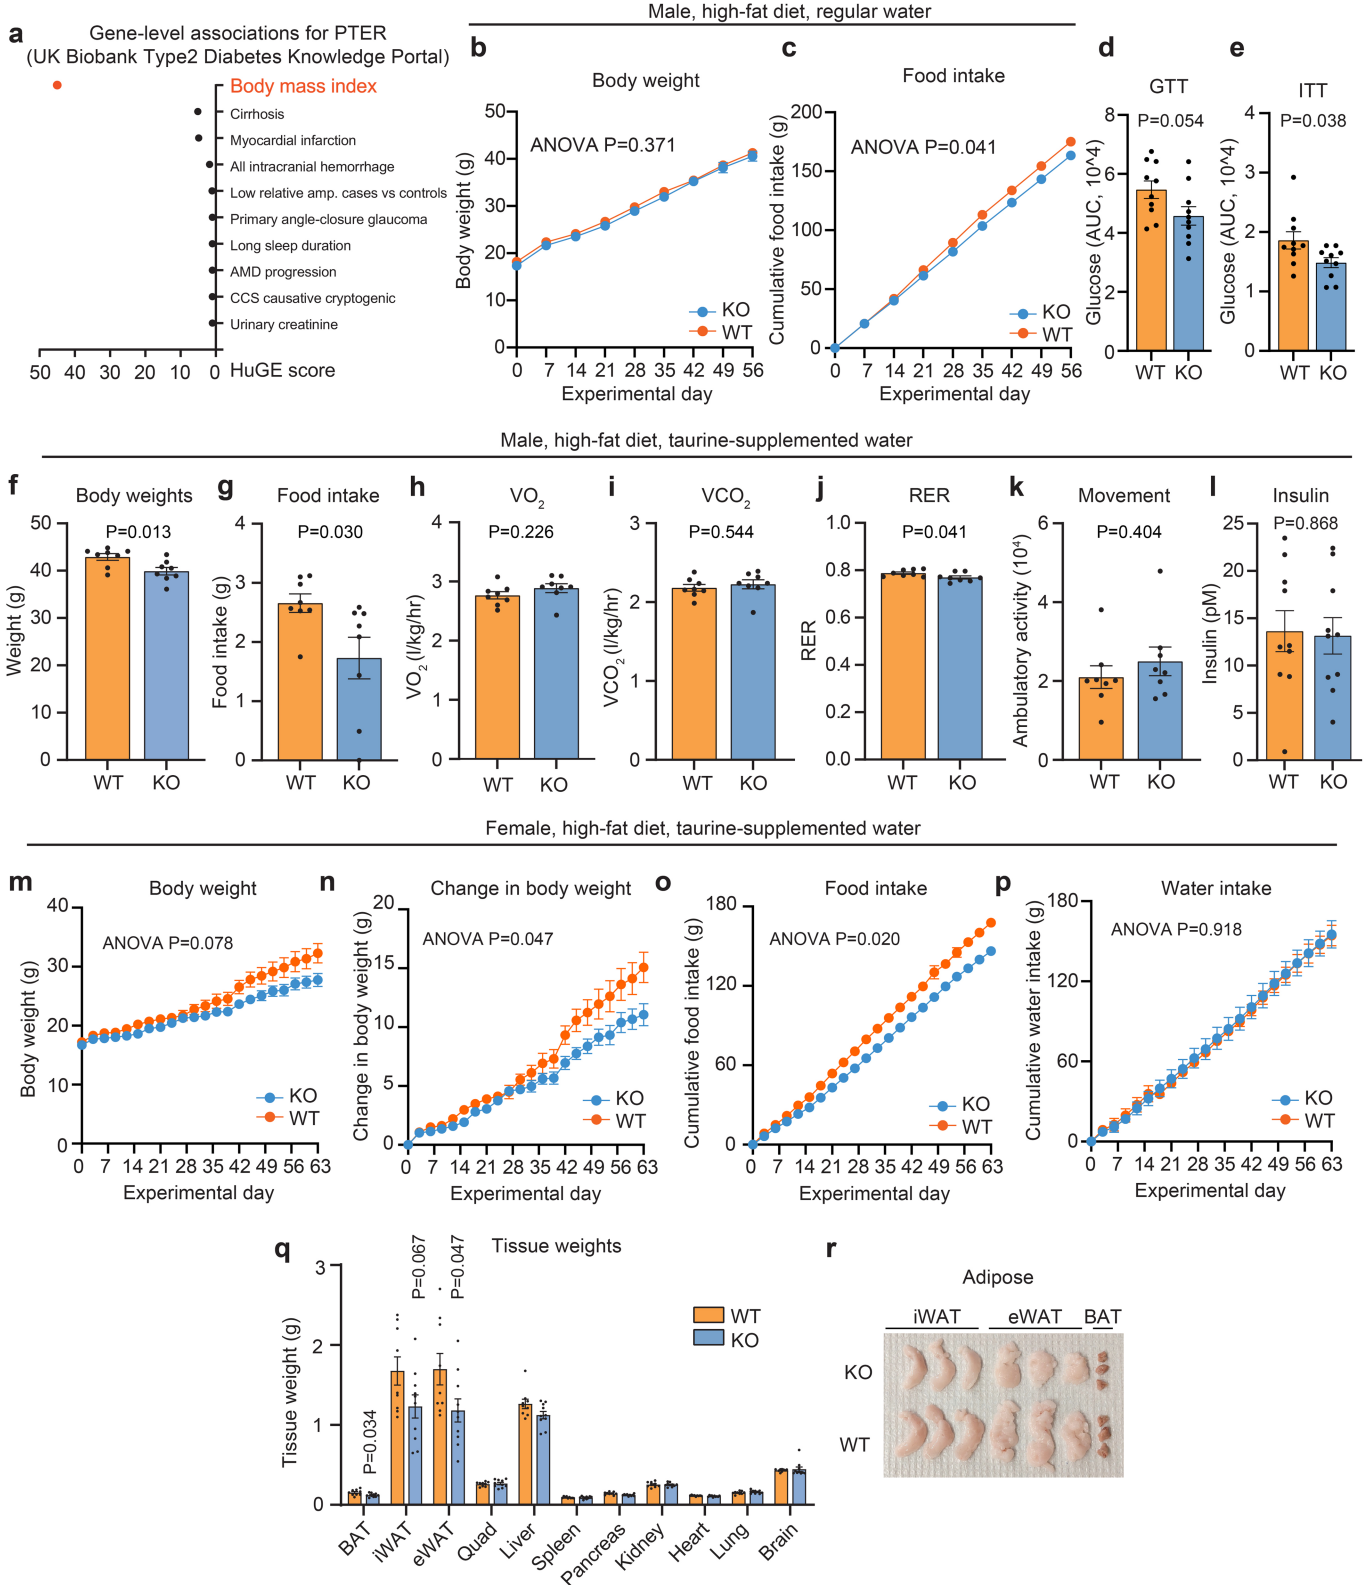 a
Gene-level associations for PTER
(UK Biobank Type2 Diabetes Knowledge Portal)
Body mass index
Cirrhosis
Myocardial infarction
All intracranial hemorrhage
Low relative amp. cases vs controls
Primary angle-closure glaucoma
Long sleep duration
AMD progression
CCS causative cryptogenic
Urinary creatinine
50 40 30 20 10 0 HuGE score
Male, high-fat diet, regular water
b
Body weight
ANOVA P=0.371
Body weight (g)
50
40
30
20
10
0
KO
WT
0 7 14 21 28 35 42 49 56
Experimental day
c
Food intake
ANOVA P=0.041
Cumulative food intake (g)
200
150
100
50
0
KO
WT
0 7 14 21 28 35 42 49 56
Experimental day
d
GTT
P=0.054
Glucose (AUC, 10^4)
8
6
4
2
0
WT KO
e
ITT
P=0.038
Glucose (AUC, 10^4)
4
3
2
1
0
WT KO
Male, high-fat diet, taurine-supplemented water
f
Body weights
P=0.013
Weight (g)
50
40
30
20
10
0
WT KO
g
Food intake
P=0.030
Food intake (g)
4
3
2
1
0
WT KO
h
VO2
P=0.226
VO2 (l/kg/hr)
4
3
2
1
0
WT KO
i
VCO2
P=0.544
VCO2 (l/kg/hr)
3
2
1
0
WT KO
j
RER
P=0.041
RER
1.0
0.8
0.6
0.4
0.2
0.0
WT KO
k
Movement
P=0.404
Ambulatory activity (10⁴)
6
4
2
0
WT KO
l
Insulin
P=0.868
Insulin (pM)
25
20
15
10
5
0
WT KO
Female, high-fat diet, taurine-supplemented water
m
Body weight
ANOVA P=0.078
Body weight (g)
40
30
20
10
0
KO
WT
0 7 14 21 28 35 42 49 56 63
Experimental day
n
Change in body weight
ANOVA P=0.047
Change in body weight (g)
20
15
10
5
0
KO
WT
0 7 14 21 28 35 42 49 56 63
Experimental day
o
Food intake
ANOVA P=0.020
Cumulative food intake (g)
180
120
60
0
KO
WT
0 7 14 21 28 35 42 49 56 63
Experimental day
p
Water intake
ANOVA P=0.918
Cumulative water intake (g)
180
120
60
0
KO
WT
0 7 14 21 28 35 42 49 56 63
Experimental day
q
Tissue weights
P=0.034
P=0.067
P=0.047
Tissue weight (g)
3
2
1
0
WT
KO
BAT
iWAT
eWAT
Quad
Liver
Spleen
Pancreas
Kidney
Heart
Lung
Brain
r
Adipose
iWAT eWAT BAT
KO
WT